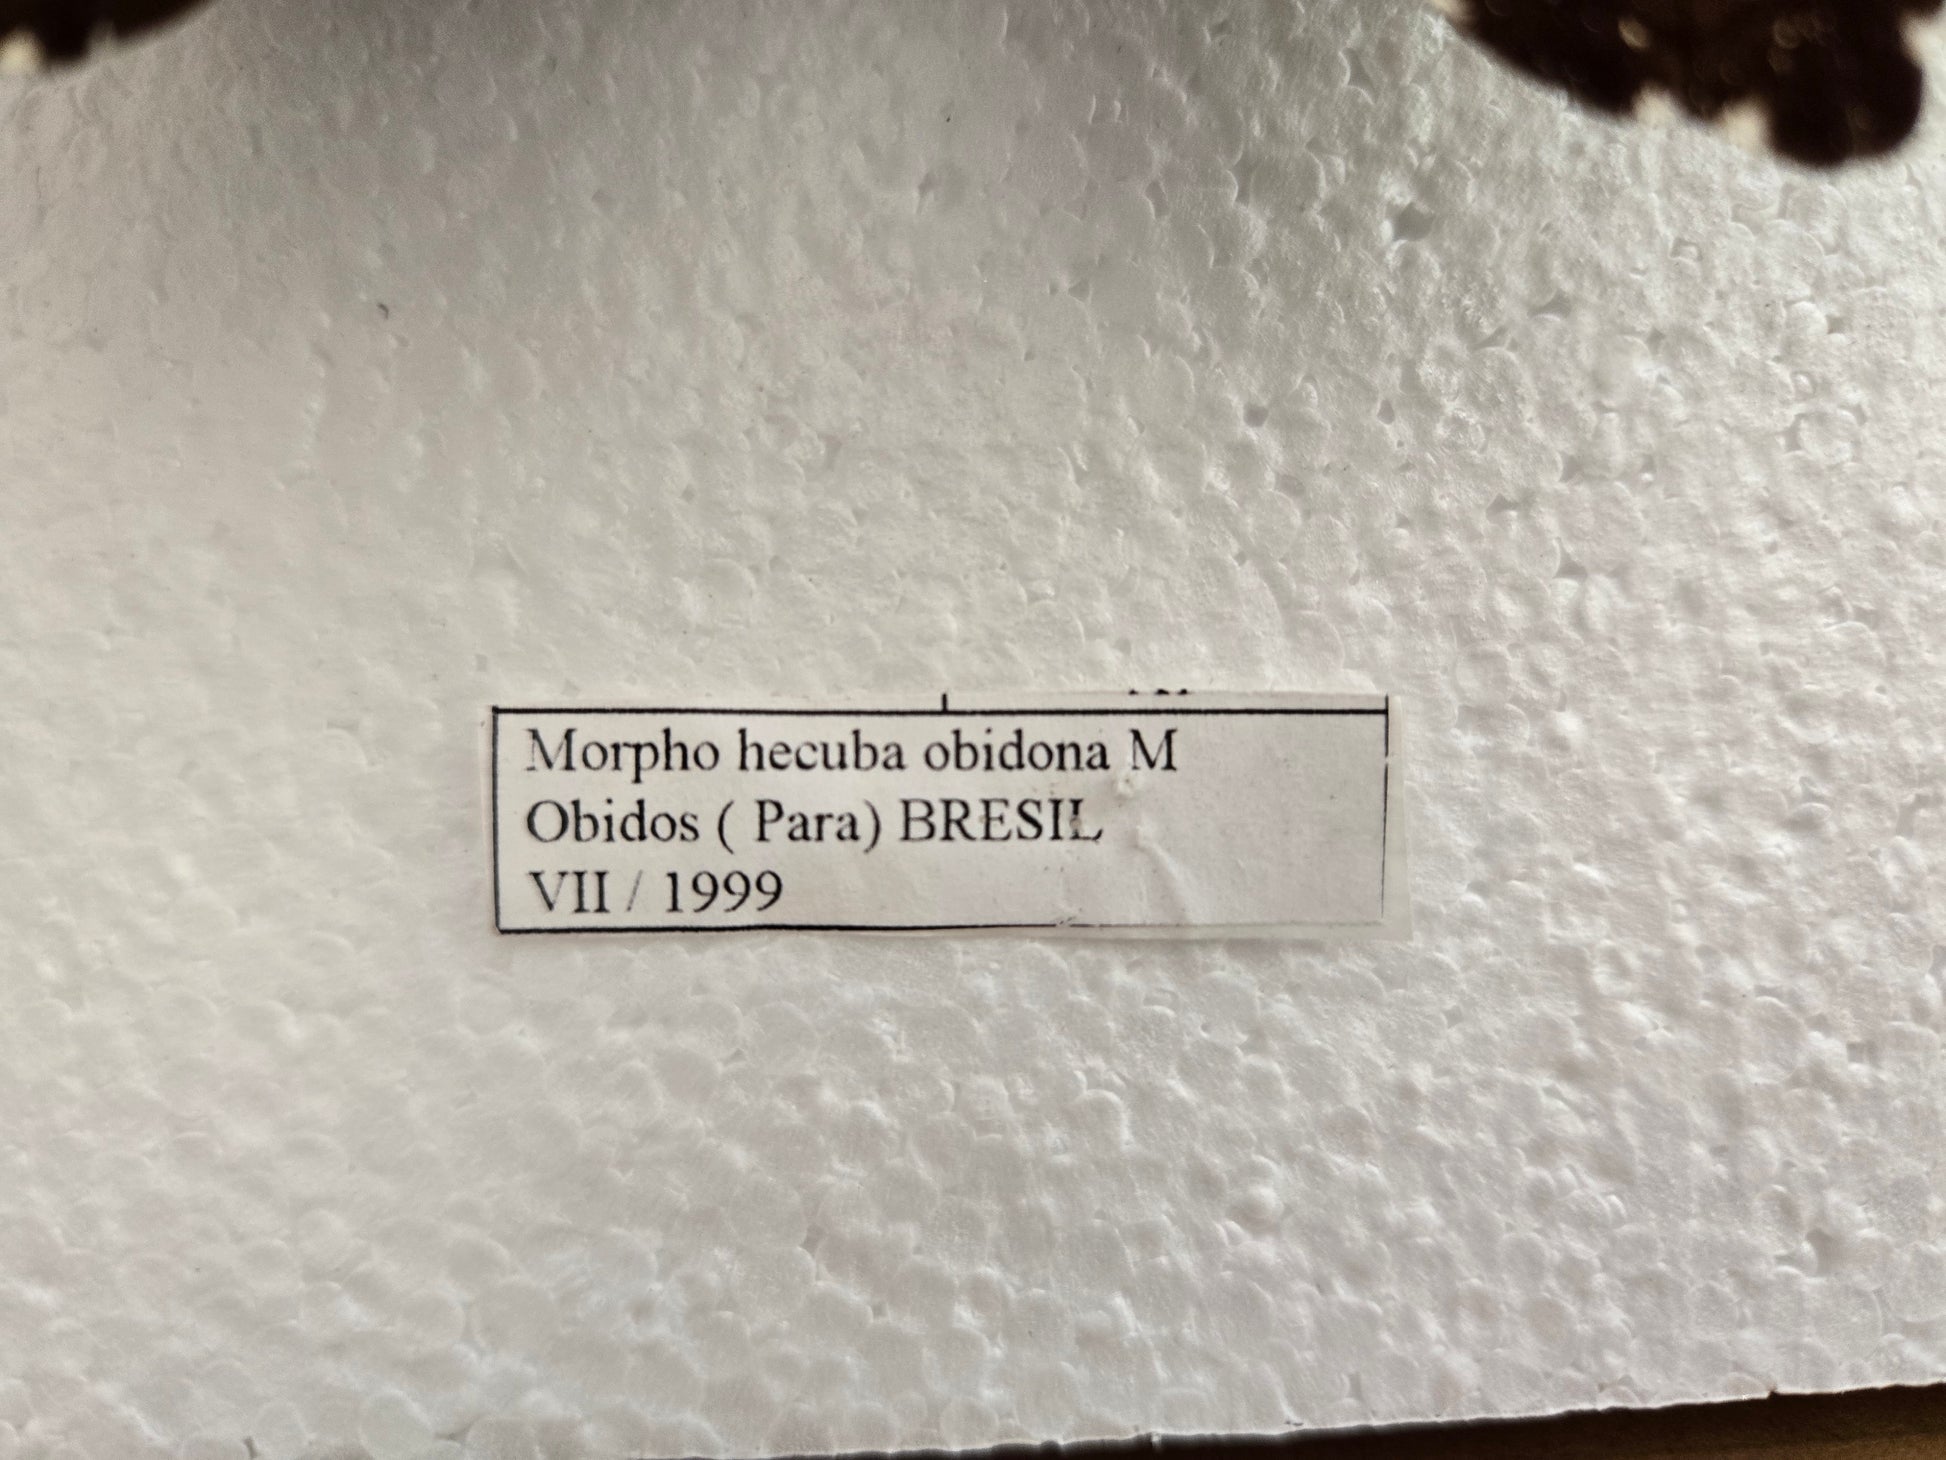 Morpho hecuba obidona M
Obidos ( Para) BRESIL
VII / 1999